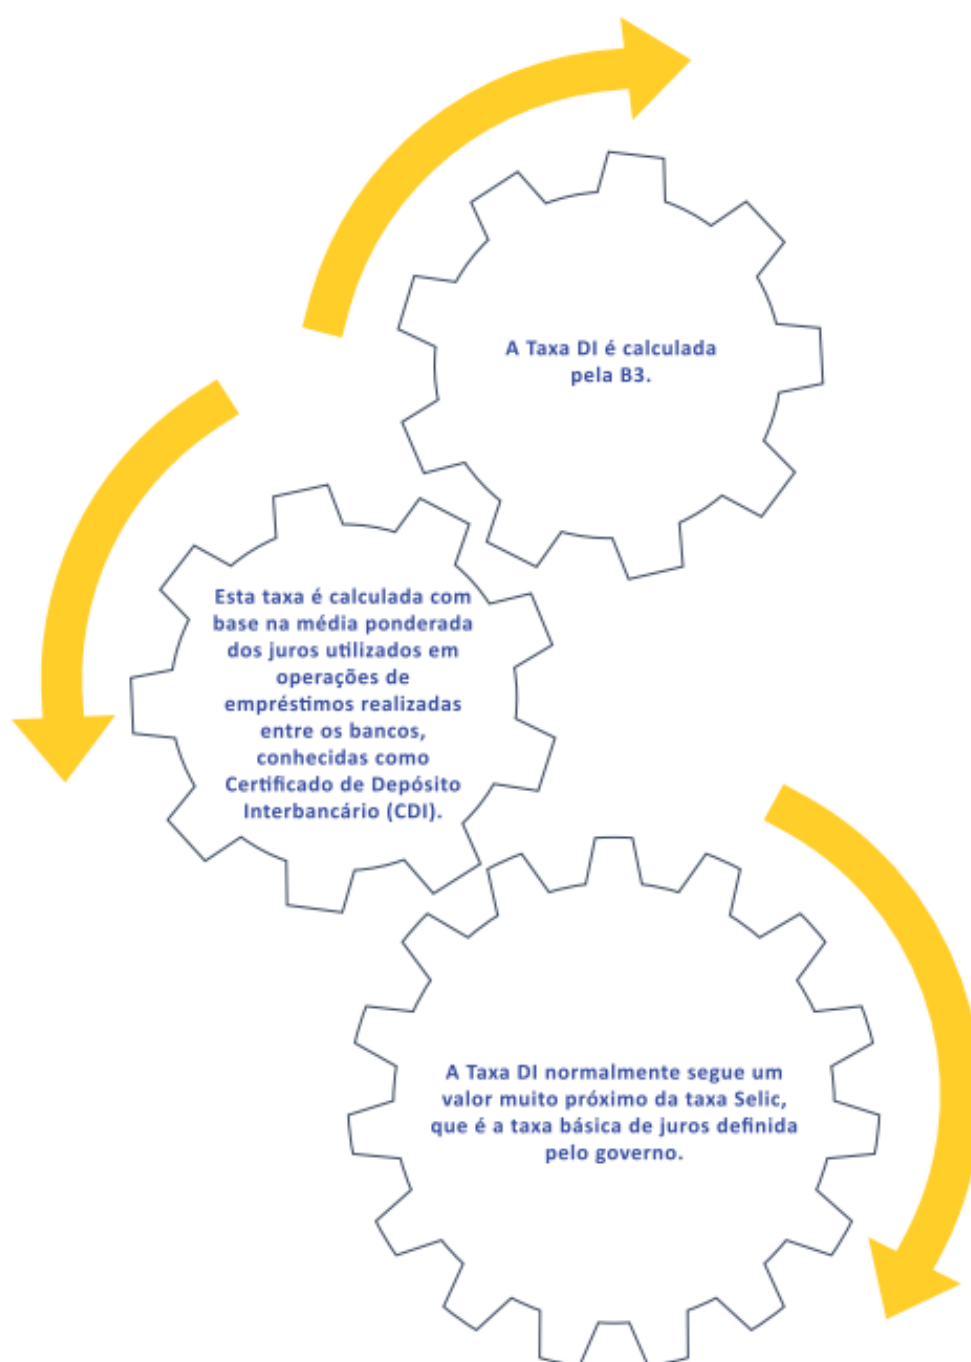 A Taxa DI é calculada
pela B3.
Esta taxa é calculada com
base na média ponderada
dos juros utilizados em
operações de
empréstimos realizadas
entre os bancos,
conhecidas como
Certificado de Depósito
Interbancário (CDI).
A Taxa DI normalmente segue um
valor muito próximo da taxa Selic,
que é a taxa básica de juros definida
pelo governo.